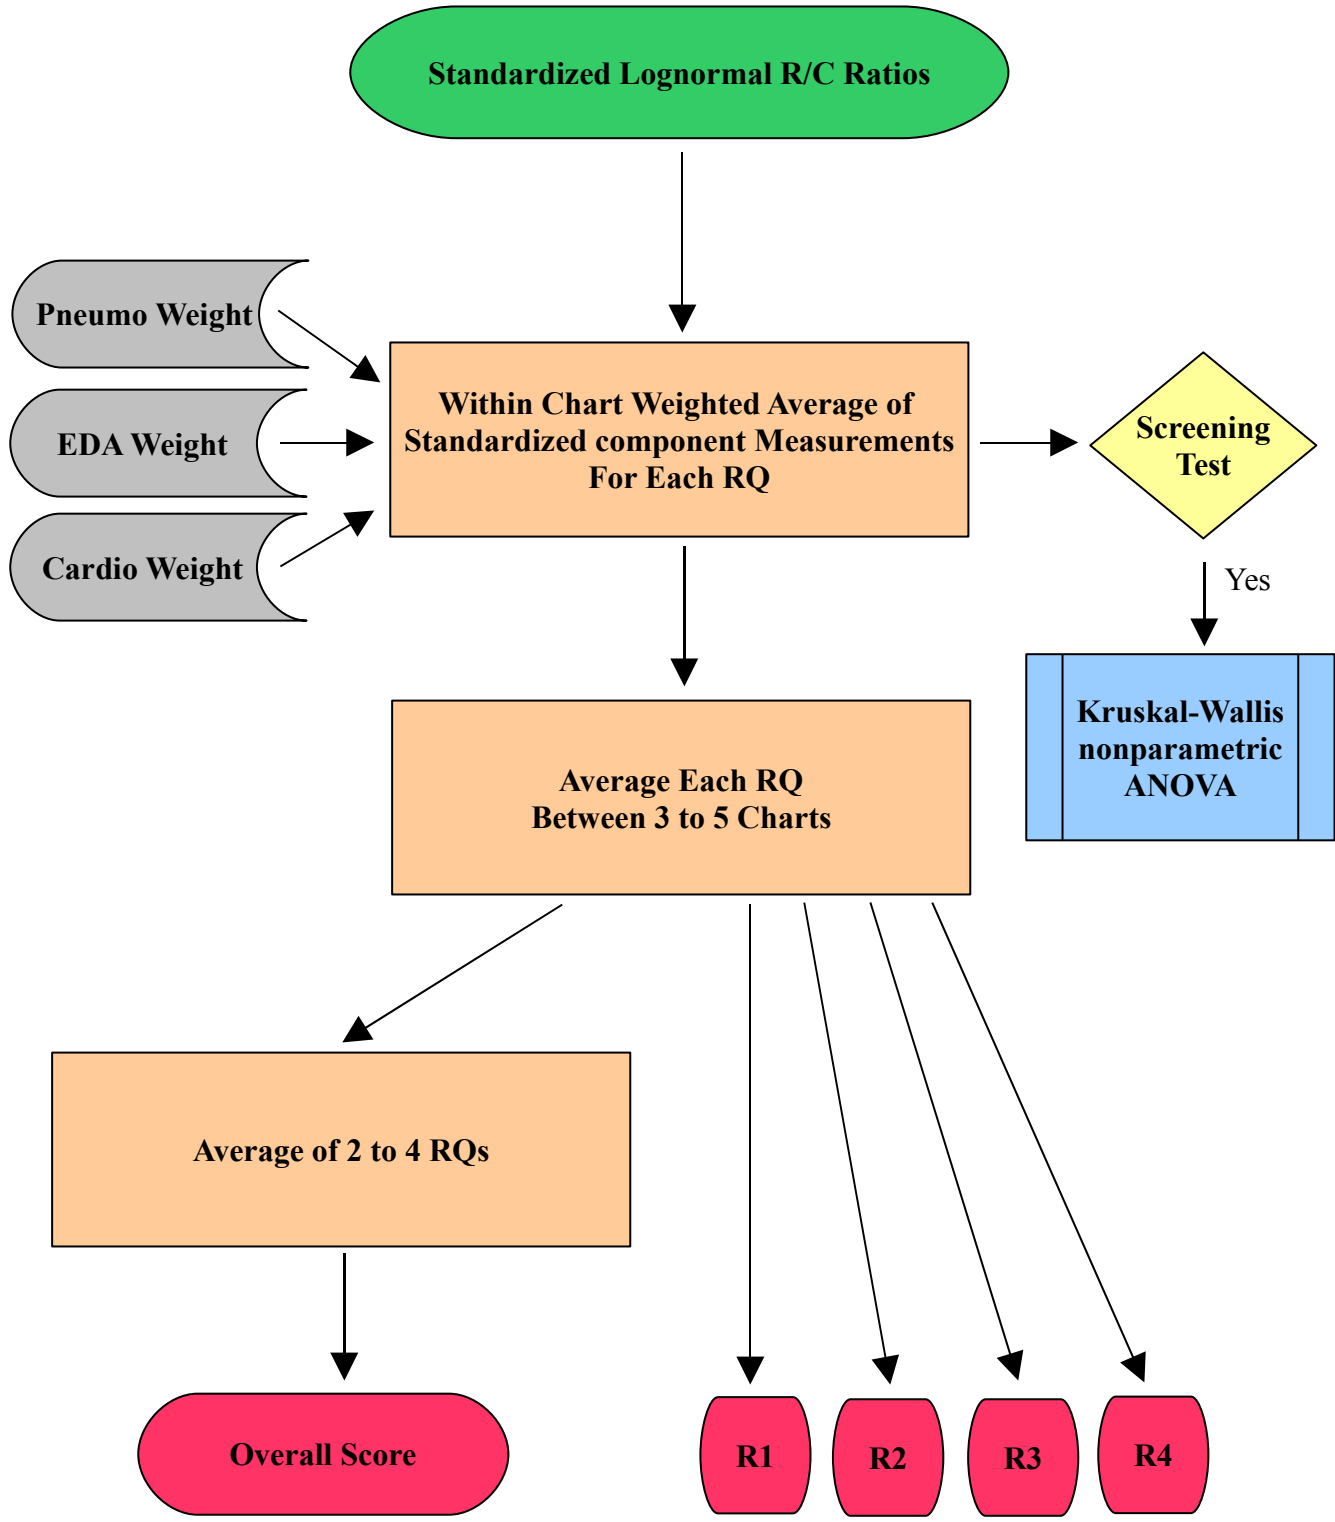 Standardized Lognormal R/C Ratios
Pneumo Weight
EDA Weight
Cardio Weight
Within Chart Weighted Average of
Standardized component Measurements
For Each RQ
Screening
Test
Yes
Kruskal-Wallis
nonparametric
ANOVA
Average Each RQ
Between 3 to 5 Charts
Average of 2 to 4 RQs
Overall Score
R1
R2
R3
R4